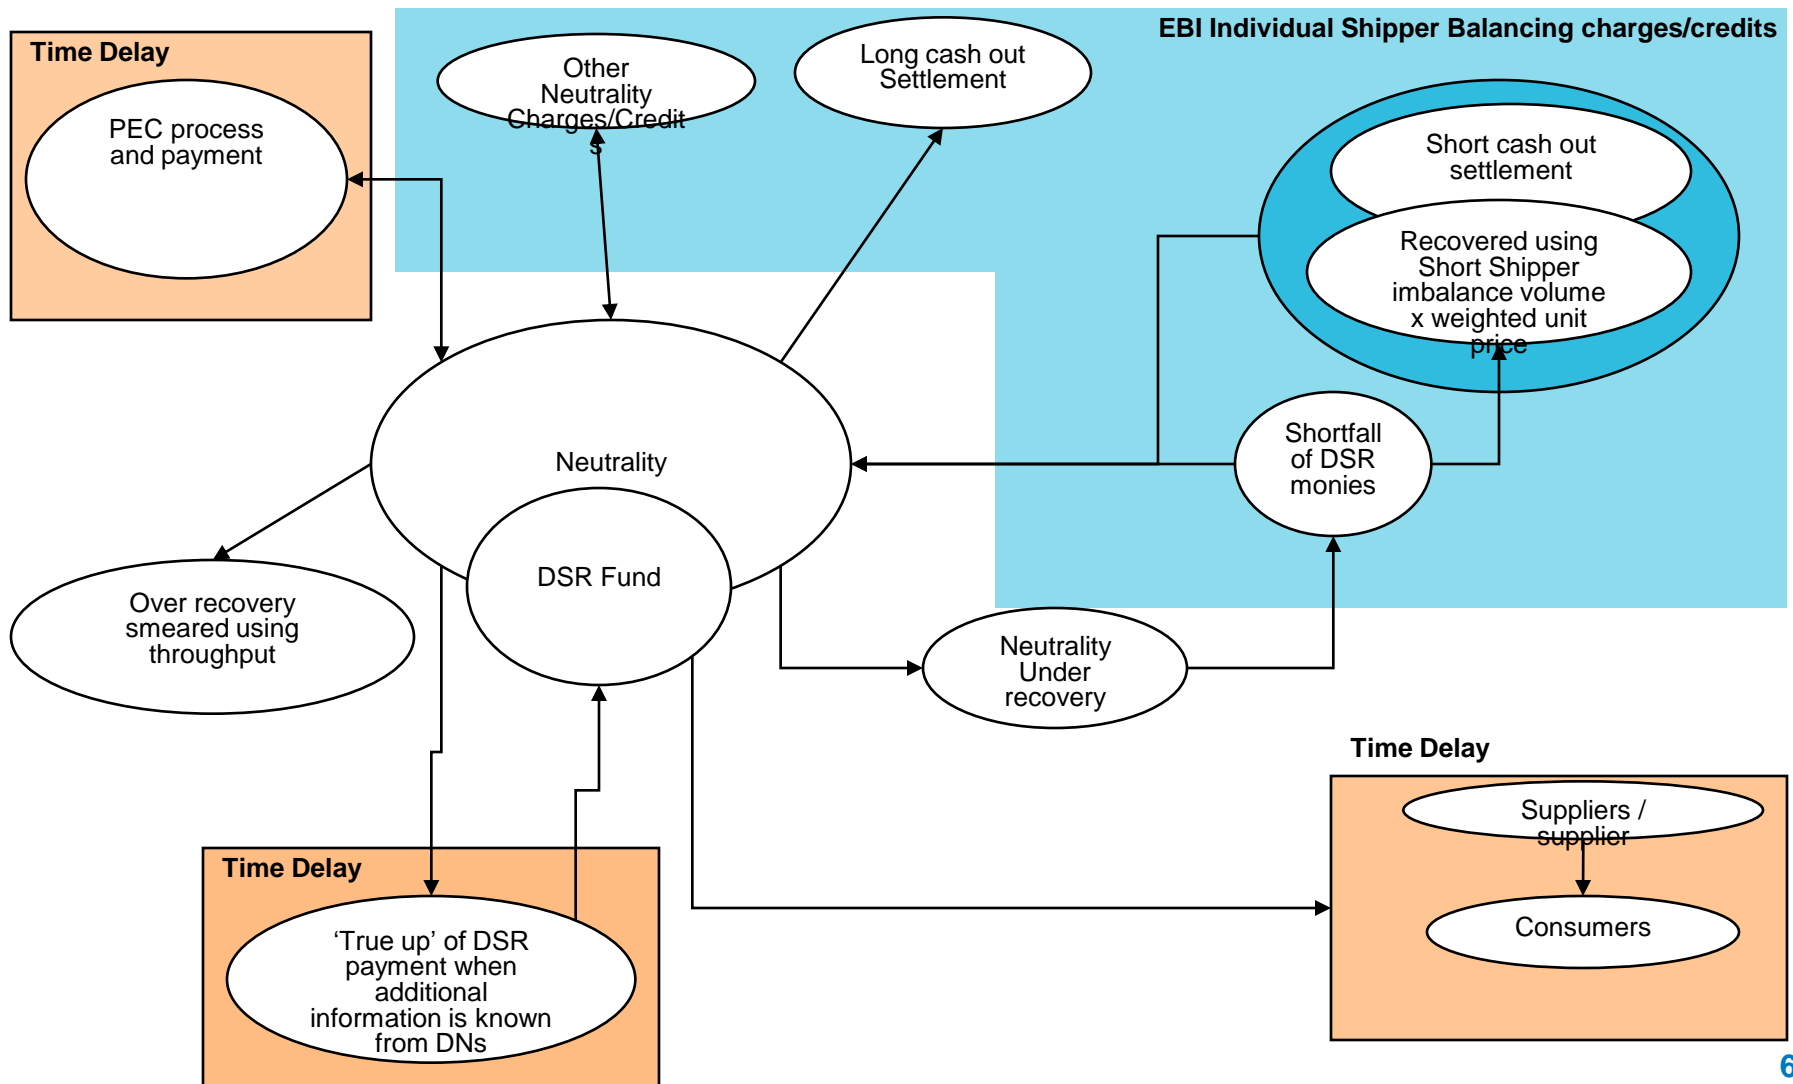 Time Delay
PEC process
and payment
Other
Neutrality
Charges/Credit
s
Long cash out
Settlement
EBI Individual Shipper Balancing charges/credits
Short cash out
settlement
Recovered using
Short Shipper
imbalance volume
x weighted unit
price
Shortfall
of DSR
monies
Neutrality
DSR Fund
Over recovery
smeared using
throughput
Neutrality
Under
recovery
Time Delay
Suppliers /
supplier
Consumers
Time Delay
‘True up’ of DSR
payment when
additional
information is known
from DNs
6